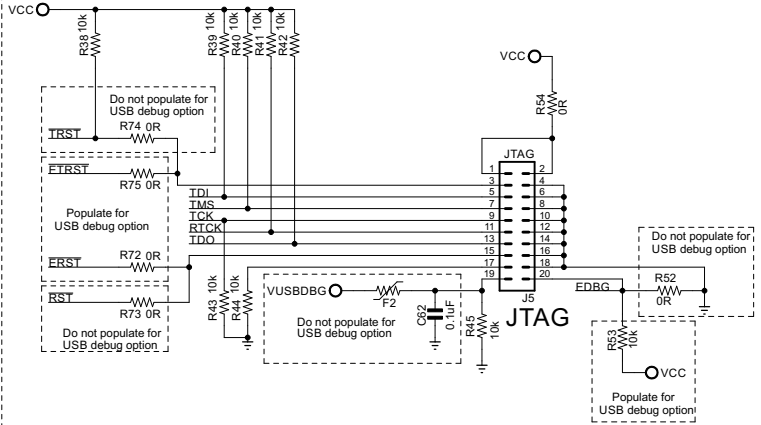 VCC
R38 10k
R39 10k
R40 10k
R41 10k
R42 10k
VCC
R54
0R
Do not populate for
USB debug option
TRST
R74 0R
ETRST
R75 0R
Populate for
USB debug option
ERST
R72 0R
RST
R73 0R
Do not populate for
USB debug option
TDI
TMS
TCK
RTCK
TDO
R43 10k
R44 10k
VUSBDBG
F2
C62
0.1uF
Do not populate for
USB debug option
R45
10k
JTAG
1 2
3 4
5 6
7 8
9 10
11 12
13 14
15 16
17 18
19 20
J5
JTAG
EDBG
Do not populate for
USB debug option
R52
0R
R53
10k
VCC
Populate for
USB debug option